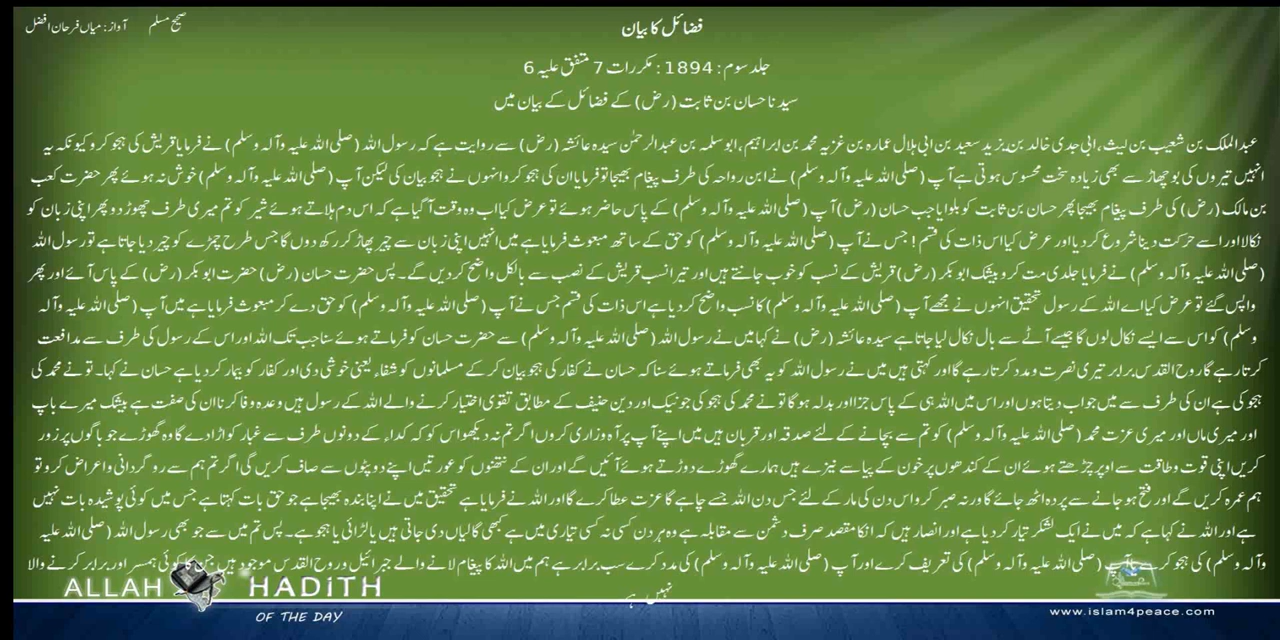 صحیح مسلم آواز: میاں فرحان افضل
فضائل کا بیان
جلد سوم: 1894: مکررات 7 متفق علیہ 6
سیدنا حسان بن ثابت (رض) کے فضائل کے بیان میں
عبدالملک بن شعیب بن لیث، ابی جدی خالد بن یزید سعید بن ابی ہلال عمارہ بن غزیہ محمد بن ابراہیم، ابوسلمہ بن عبدالرحمٰن سیدہ عائشہ (رض) سے روایت ہے کہ رسول اللہ (صلی اللہ علیہ وآلہ وسلم) نے فرمایا قریش کی ہجو کرو کیونکہ یہ
انہیں تیروں کی بوچھاڑ سے بھی زیادہ سخت محسوس ہوتی ہے آپ (صلی اللہ علیہ وآلہ وسلم) نے ابن رواحہ کی طرف پیغام بھیجا تو فرمایا ان کی ہجو کرو انہوں نے ہجو بیان کی لیکن آپ (صلی اللہ علیہ وآلہ وسلم) خوش نہ ہوئے پھر حضرت کعب
بن مالک (رض) کی طرف پیغام بھیجا پھر حسان بن ثابت کو بلوایا جب حسان (رض) آپ (صلی اللہ علیہ وآلہ وسلم) کے پاس حاضر ہوئے تو عرض کیا اب وہ وقت آ گیا ہے کہ اس دم ہلاتے ہوئے شیر کو تم میری طرف چھوڑ دو پھر اپنی زبان کو
نکالا اور اسے حرکت دینا شروع کر دیا اور عرض کیا اس ذات کی قسم! جس نے آپ (صلی اللہ علیہ وآلہ وسلم) کو حق کے ساتھ مبعوث فرمایا ہے میں انہیں اپنی زبان سے چیر پھاڑ کر رکھ دوں گا جس طرح چمڑے کو چیر دیا جاتا ہے تو رسول اللہ
(صلی اللہ علیہ وآلہ وسلم) نے فرمایا جلدی مت کرو بیشک ابوبکر (رض) قریش کے نسب کو خوب جانتے ہیں اور تیرا نسب قریش کے نصب سے بالکل واضح کر دیں گے۔ پس حضرت حسان (رض) حضرت ابوبکر (رض) کے پاس آئے اور پھر
واپس گئے تو عرض کیا اے اللہ کے رسول تحقیق انہوں نے مجھے آپ (صلی اللہ علیہ وآلہ وسلم) کا نسب واضح کر دیا ہے اس ذات کی قسم جس نے آپ (صلی اللہ علیہ وآلہ وسلم) کو حق دے کر مبعوث فرمایا ہے میں آپ (صلی اللہ علیہ وآلہ
وسلم) کو اس سے ایسے نکال لوں گا جیسے آٹے سے بال نکال لیا جاتا ہے سیدہ عائشہ (رض) نے کہا میں نے رسول اللہ (صلی اللہ علیہ وآلہ وسلم) سے حضرت حسان کو فرماتے ہوئے سنا جب تک اللہ اور اس کے رسول کی طرف سے مدافعت
کرتا رہے گا روح القدس برابر تیری نصرت و مدد کرتا رہے گا اور کہتی ہیں میں نے رسول اللہ کو یہ بھی فرماتے ہوئے سنا کہ حسان نے کفار کی ہجو بیان کر کے مسلمانوں کو شفاء یعنی خوشی دی اور کفار کو بیمار کر دیا ہے حسان نے کہا۔ تو نے محمد کی
ہجو کی ہے ان کی طرف سے میں جواب دیتا ہوں اور اس میں اللہ ہی کے پاس جزا اور بدلہ ہوگا تو نے محمد کی ہجو کی جو نیک اور دین حنیف کے مطابق تقوی اختیار کرنے والے اللہ کے رسول ہیں وعدہ وفا کرنا ان کی صفت ہے بیشک میرے باپ
اور میری ماں اور میری عزت محمد (صلی اللہ علیہ وآلہ وسلم) کو تم سے بچانے کے لئے صدقہ اور قربان ہیں میں اپنے آپ پر آہ وزاری کروں اگر تم نہ دیکھو اس کو کہ کداء کے دونوں طرف سے غبار کو اڑا دے گا وہ گھوڑے جو باگوں پر زور
کریں اپنی قوت و طاقت سے اوپر چڑھتے ہوئے ان کے کندھوں پر خون کے پیاسے نیزے ہیں ہمارے گھوڑے دوڑتے ہوئے آئیں گے اور ان کے نتھنوں کو عورتیں اپنے دوپٹوں سے صاف کریں گی اگر تم ہم سے روگردانی و اعراض کرو تو
ہم عمرہ کریں گے اور فتح ہو جانے سے پردہ اٹھ جائے گا ورنہ صبر کرو اس دن کی مار کے لئے جس دن اللہ جسے چاہے گا عزت عطا کرے گا اور اللہ نے فرمایا ہے تحقیق میں نے اپنا بندہ بھیجا ہے جو حق بات کہتا ہے جس میں کوئی پوشیدہ بات نہیں
ہے اور اللہ نے کہا ہے کہ میں نے ایک لشکر تیار کر دیا ہے اور انصار ہیں کہ انکا مقصد صرف دشمن سے مقابلہ ہے وہ ہر دن کسی نہ کسی تیاری میں ہے کبھی گالیاں دی جاتی ہیں یا لڑائی یا ہجو ہے۔ پس تم میں سے جو بھی رسول اللہ (صلی اللہ علیہ
وآلہ وسلم) کی ہجو کرے یا آپ (صلی اللہ علیہ وآلہ وسلم) کی تعریف کرے اور آپ (صلی اللہ علیہ وآلہ وسلم) کی مدد کرے سب برابر ہے ہم میں اللہ کا پیغام لانے والے جبرائیل و روح القدس موجود ہیں جن کا کوئی ہمسر اور برابر کرنے والا
نہیں ہے
ALLAH HADITH
OF THE DAY
www.islam4peace.com